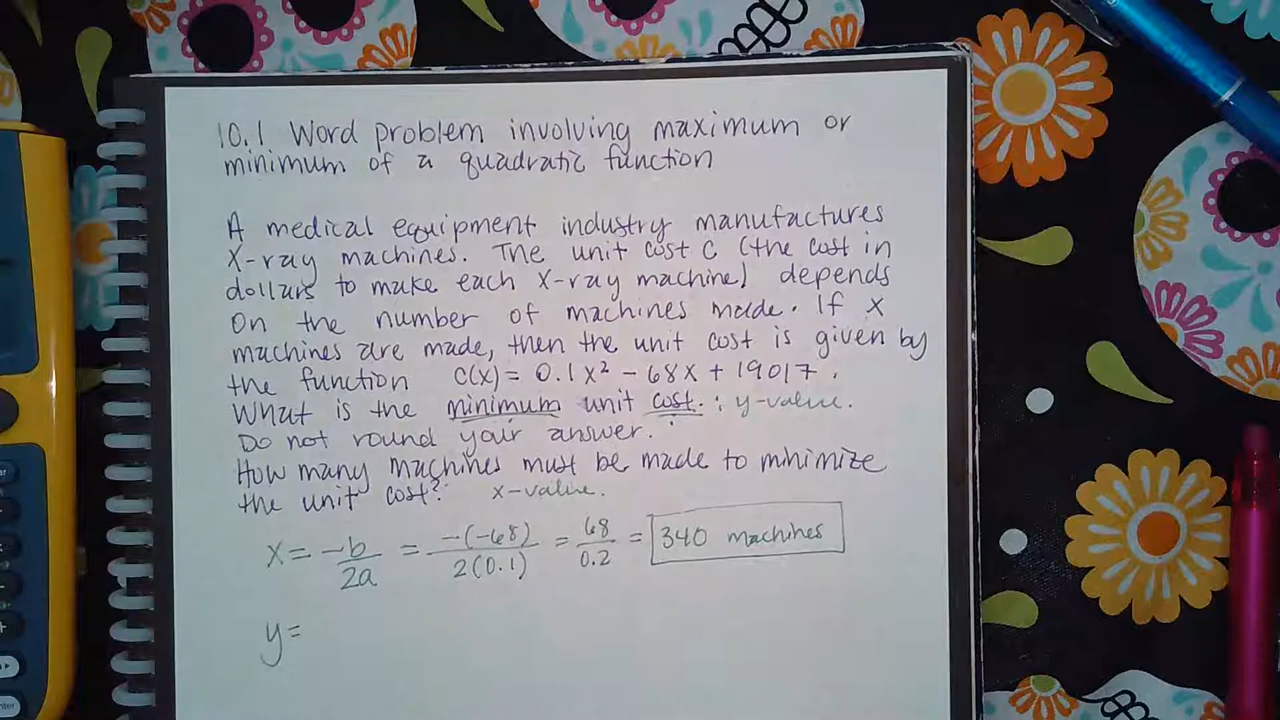 10.1 Word problem involving maximum or
minimum of a quadratic function
A medical equipment industry manufactures
X-ray machines. The unit cost C (the cost in
dollars to make each X-ray machine) depends
on the number of machines made. If x
machines are made, then the unit cost is given by
the function C(x) = 0.1x² - 68x + 19017.
What is the minimum unit cost. : y-value.
Do not round your answer.
How many machines must be made to minimize
the unit cost? x-value.
x = -b/2a = -(-68)/2(0.1) = 68/0.2 = 340 machines
y =